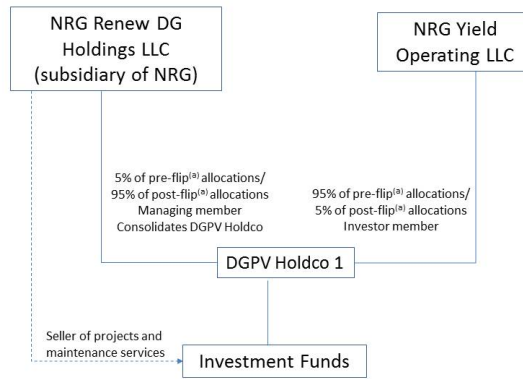 NRG Renew DG
Holdings LLC
(subsidiary of NRG)
NRG Yield
Operating LLC
5% of pre-flip(a) allocations/
95% of post-flip(a) allocations
Managing member
Consolidates DGPV Holdco
95% of pre-flip(a) allocations/
5% of post-flip(a) allocations
Investor member
DGPV Holdco 1
Seller of projects and
maintenance services
Investment Funds